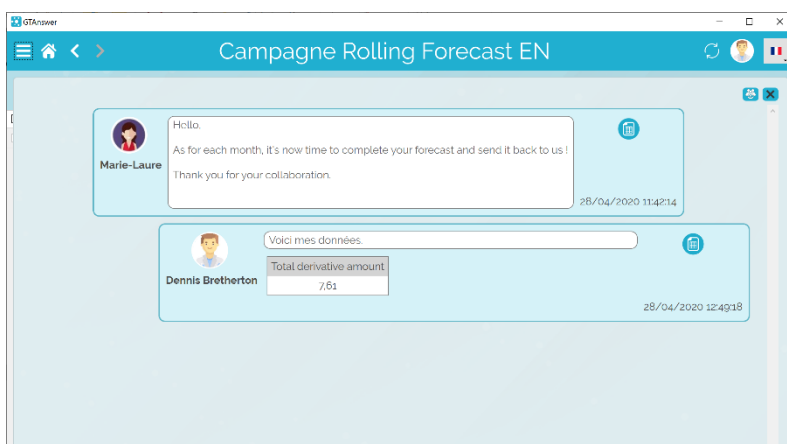 GTAnswer
Campagne Rolling Forecast EN
Hello,
As for each month, it's now time to complete your forecast and send it back to us !
Thank you for your collaboration.
Marie-Laure
28/04/2020 11:42:14
Voici mes données.
Dennis Bretherton
Total derivative amount
7,61
28/04/2020 12:49:18